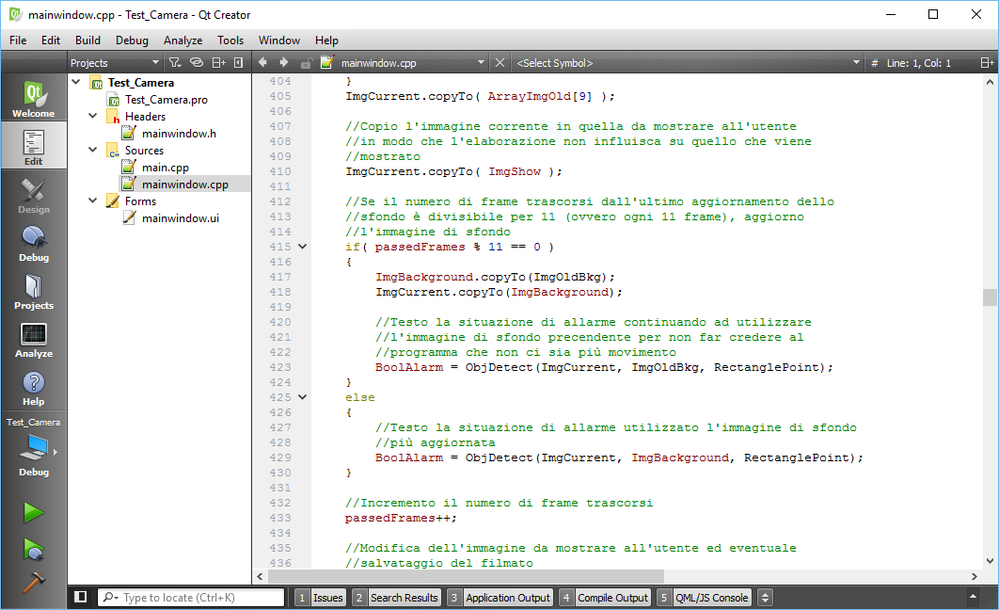 mainwindow.cpp - Test_Camera - Qt Creator
File Edit Build Debug Analyze Tools Window Help
Projects mainwindow.cpp <Select Symbol> # Line: 1, Col: 1
Welcome
Edit
Design
Debug
Projects
Analyze
Help
Test_Camera
Debug
Test_Camera
Test_Camera.pro
Headers
mainwindow.h
Sources
main.cpp
mainwindow.cpp
Forms
mainwindow.ui
404 }
405 ImgCurrent.copyTo( ArrayImgOld[9] );
406
407 //Copio l'immagine corrente in quella da mostrare all'utente
408 //in modo che l'elaborazione non influisca su quello che viene
409 //mostrato
410 ImgCurrent.copyTo( ImgShow );
411
412 //Se il numero di frame trascorsi dall'ultimo aggiornamento dello
413 //sfondo è divisibile per 11 (ovvero ogni 11 frame), aggiorno
414 //l'immagine di sfondo
415 if( passedFrames % 11 == 0 )
416 {
417 ImgBackground.copyTo(ImgOldBkg);
418 ImgCurrent.copyTo(ImgBackground);
419
420 //Testo la situazione di allarme continuando ad utilizzare
421 //l'immagine di sfondo precendente per non far credere al
422 //programma che non ci sia più movimento
423 BoolAlarm = ObjDetect(ImgCurrent, ImgOldBkg, RectanglePoint);
424 }
425 else
426 {
427 //Testo la situazione di allarme utilizzato l'immagine di sfondo
428 //più aggiornata
429 BoolAlarm = ObjDetect(ImgCurrent, ImgBackground, RectanglePoint);
430 }
431
432 //Incremento il numero di frame trascorsi
433 passedFrames++;
434
435 //Modifica dell'immagine da mostrare all'utente ed eventuale
436 //salvataggio del filmato
Type to locate (Ctrl+K) 1 Issues 2 Search Results 3 Application Output 4 Compile Output 5 QML/JS Console